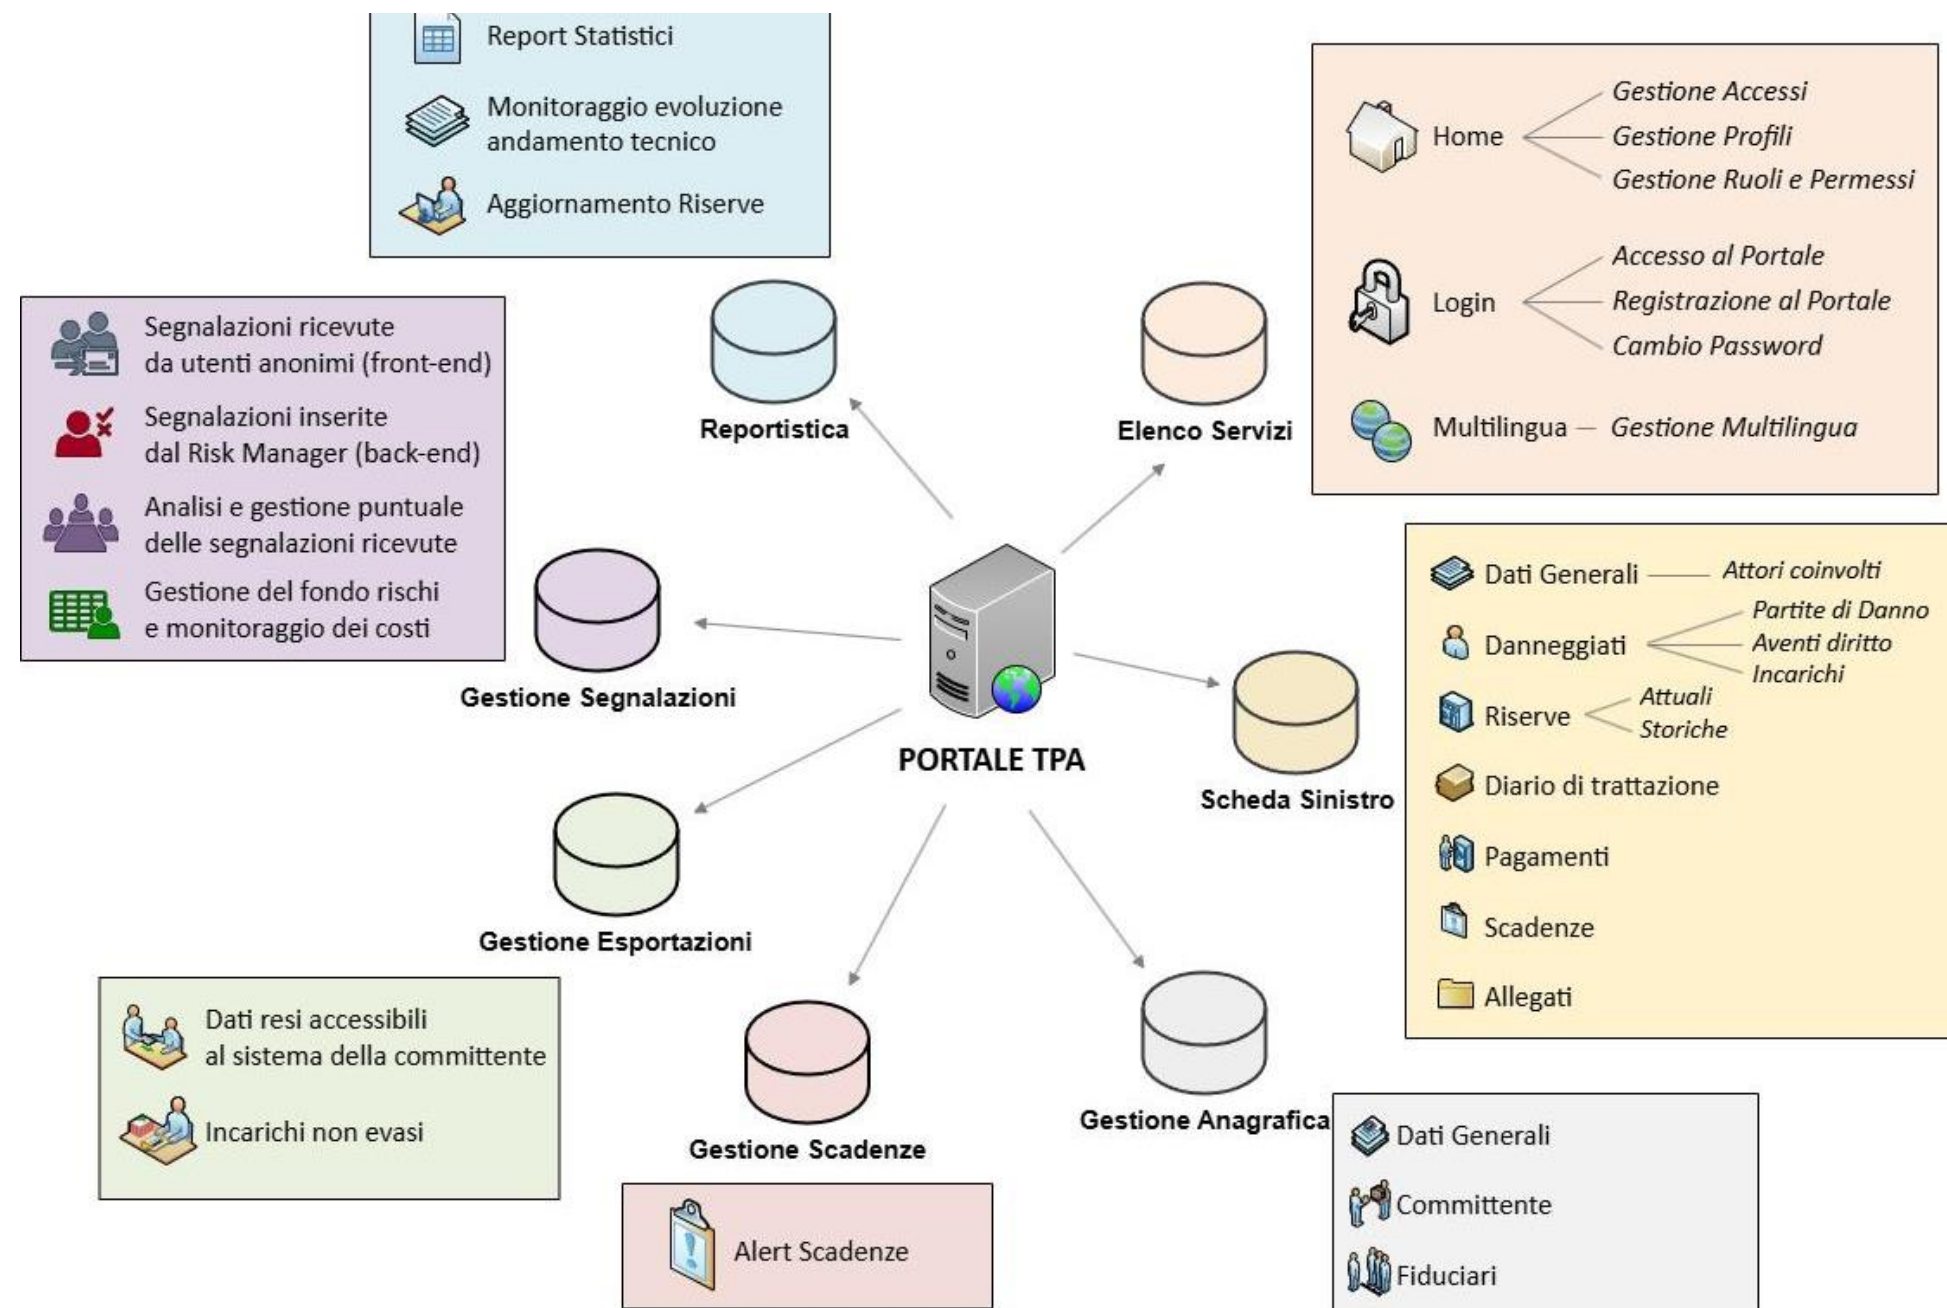 Report Statistici
Monitoraggio evoluzione
andamento tecnico
Aggiornamento Riserve
Reportistica
Home
Gestione Accessi
Gestione Profili
Gestione Ruoli e Permessi
Login
Accesso al Portale
Registrazione al Portale
Cambio Password
Multilingua
Gestione Multilingua
Elenco Servizi
Segnalazioni ricevute
da utenti anonimi (front-end)
Segnalazioni inserite
dal Risk Manager (back-end)
Analisi e gestione puntuale
delle segnalazioni ricevute
Gestione del fondo rischi
e monitoraggio dei costi
Gestione Segnalazioni
PORTALE TPA
Dati Generali
Attori coinvolti
Danneggiati
Partite di Danno
Aventi diritto
Incarichi
Riserve
Attuali
Storiche
Diario di trattazione
Pagamenti
Scadenze
Allegati
Scheda Sinistro
Gestione Esportazioni
Dati resi accessibili
al sistema della committente
Incarichi non evasi
Gestione Scadenze
Alert Scadenze
Gestione Anagrafica
Dati Generali
Committente
Fiduciari